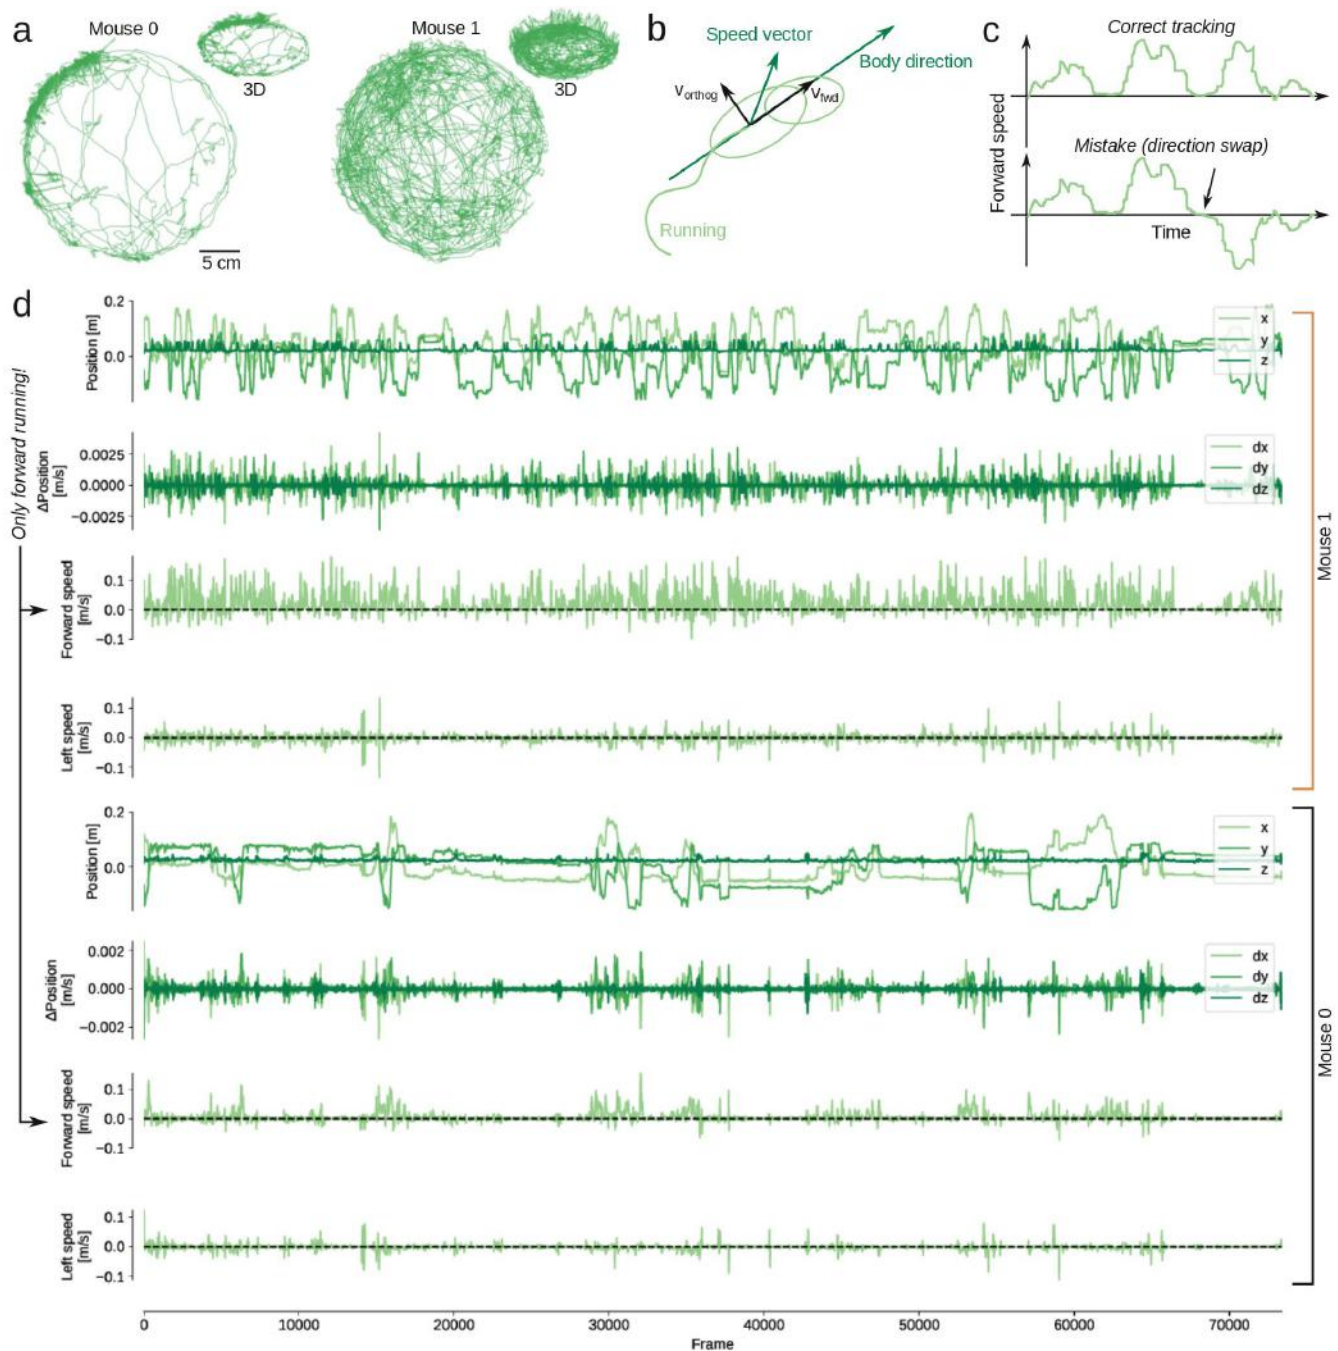 a
Mouse 0
3D
5 cm
Mouse 1
3D
b
Speed vector
Body direction
Vorthog
Vfwd
Running
c
Correct tracking
Mistake (direction swap)
Forward speed
Time
d
Only forward running!
Position [m]
0.2
0.0
x
y
z
ΔPosition
[m/s]
0.0025
0.0000
−0.0025
dx
dy
dz
Forward speed
[m/s]
0.1
0.0
−0.1
Left speed
[m/s]
0.1
0.0
−0.1
Mouse 1
Position [m]
0.2
0.0
x
y
z
ΔPosition
[m/s]
0.002
0.000
−0.002
dx
dy
dz
Forward speed
[m/s]
0.1
0.0
−0.1
Left speed
[m/s]
0.1
0.0
−0.1
Mouse 0
0 10000 20000 30000 40000 50000 60000 70000
Frame